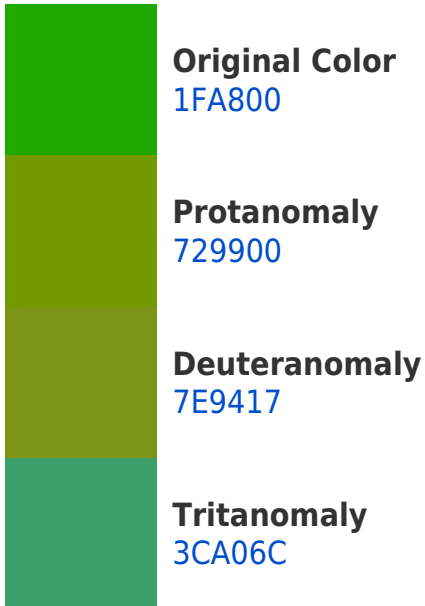 Original Color
1FA800
Protanomaly
729900
Deuteranomaly
7E9417
Tritanomaly
3CA06C